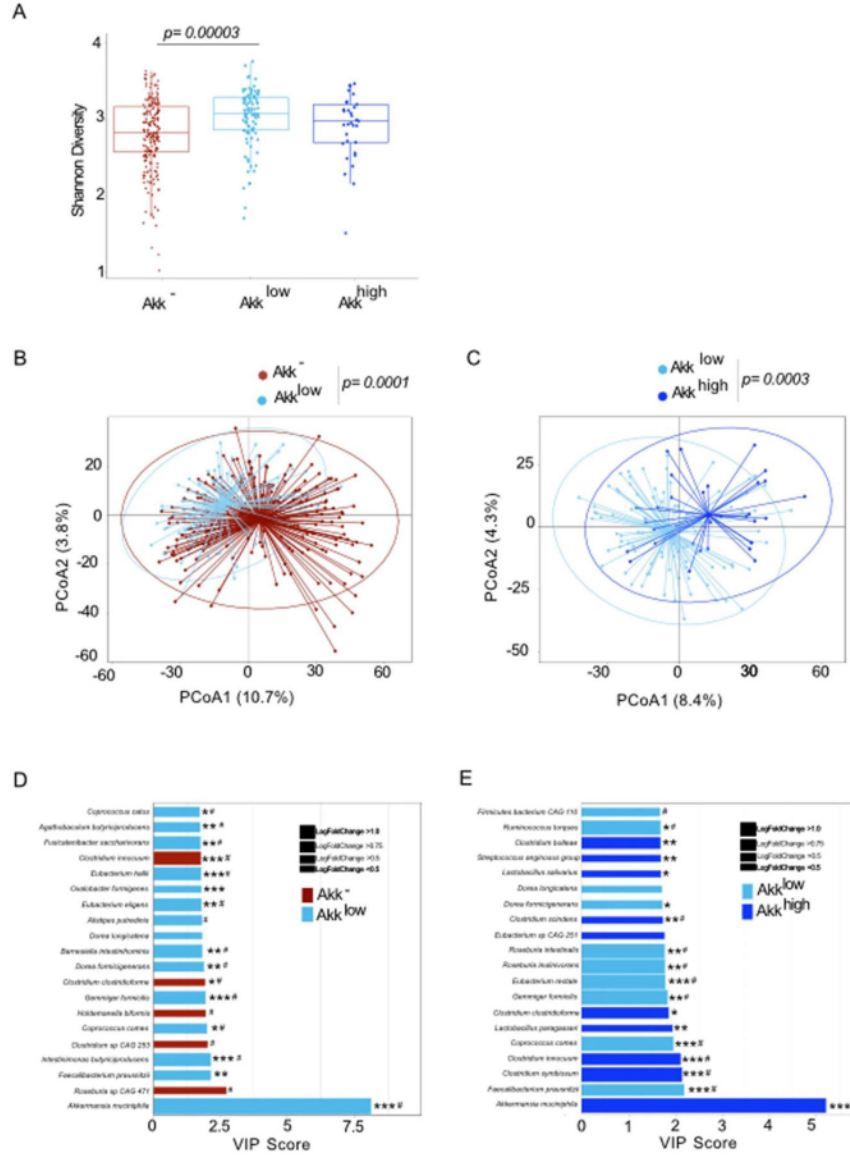 A
p= 0.00003
4
3
2
1
Shannon Diversity
Akk -
Akk low
Akk high
B
Akk -
Akk low
p= 0.0001
20
0
-20
-40
-60
PCoA2 (3.8%)
-60
-30
0
30
60
PCoA1 (10.7%)
C
Akk low
Akk high
p= 0.0003
25
0
-25
-50
PCoA2 (4.3%)
-30
0
30
60
PCoA1 (8.4%)
D
Coprococcus catus
Agathobaculum butyriciproducens
Fusicatenibacter saccharivorans
Clostridium innocuum
Eubacterium hallii
Oxalobacter formigenes
Eubacterium eligens
Alistipes putredinis
Dorea longicatena
Barnesiella intestinihominis
Dorea formicigenerans
Clostridium clostridioforme
Gemmiger formicilis
Holdemanella biformis
Coprococcus comes
Clostridium sp CAG 253
Intestinimonas butyriciproducens
Faecalibacterium prausnitzii
Roseburia sp CAG 471
Akkermansia muciniphila
LogFoldChange >1.0
LogFoldChange >0.75
LogFoldChange >0.5
LogFoldChange <0.5
Akk -
Akk low
0
2.5
5
7.5
VIP Score
E
Firmicutes bacterium CAG 110
Ruminococcus torques
Clostridium bolteae
Streptococcus anginosus group
Lactobacillus salivarius
Dorea longicatena
Dorea formicigenerans
Clostridium scindens
Eubacterium sp CAG 251
Roseburia intestinalis
Roseburia inulinivorans
Eubacterium rectale
Gemmiger formicilis
Clostridium clostridioforme
Lactobacillus paragasseri
Coprococcus comes
Clostridium innocuum
Clostridium symbiosum
Faecalibacterium prausnitzii
Akkermansia muciniphila
LogFoldChange >1.0
LogFoldChange >0.75
LogFoldChange >0.5
LogFoldChange <0.5
Akk low
Akk high
0
1
2
3
4
5
VIP Score